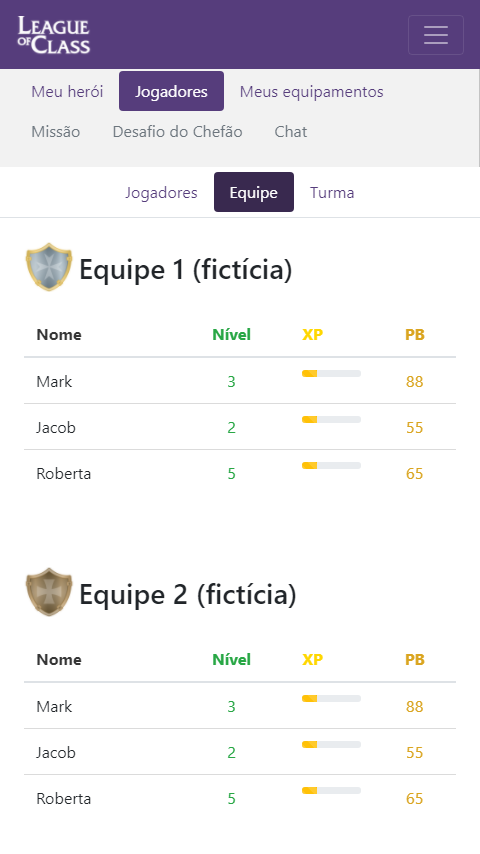 LEAGUE
OF CLASS
Meu herói Jogadores Meus equipamentos
Missão Desafio do Chefão Chat
Jogadores Equipe Turma
Equipe 1 (fictícia)
Nome Nível XP PB
Mark 3 88
Jacob 2 55
Roberta 5 65
Equipe 2 (fictícia)
Nome Nível XP PB
Mark 3 88
Jacob 2 55
Roberta 5 65